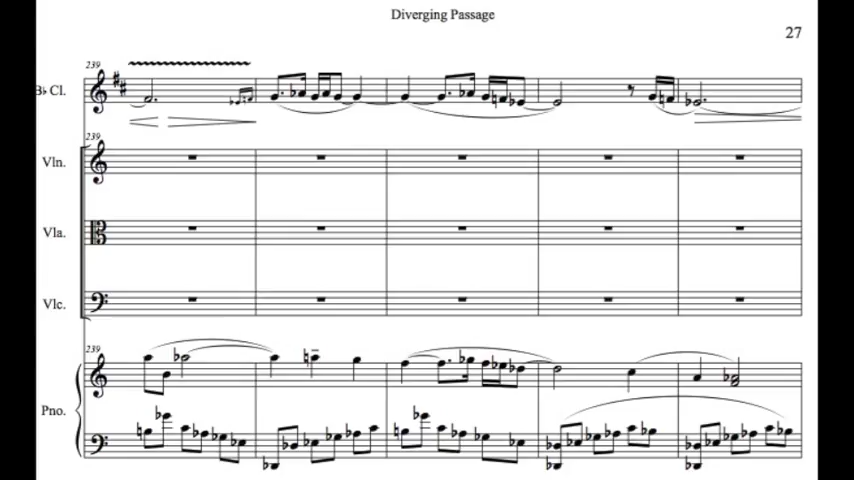 Diverging Passage
27
239
B♭ Cl.
239
Vln.
Vla.
Vlc.
239
Pno.